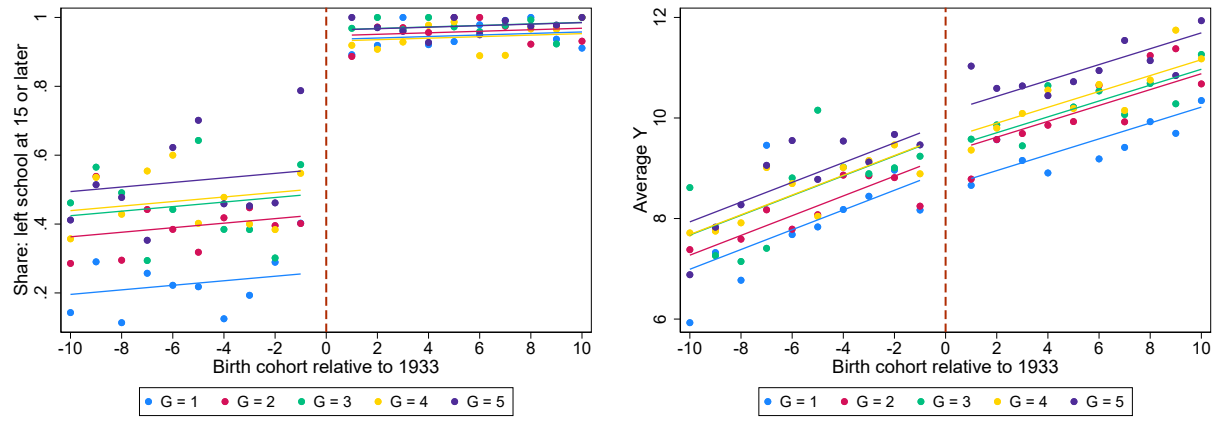 Share: left school at 15 or later
1
.8
.6
.4
.2
-10 -8 -6 -4 -2 0 2 4 6 8 10
Birth cohort relative to 1933
G = 1 G = 2 G = 3 G = 4 G = 5
Average Y
12
10
8
6
-10 -8 -6 -4 -2 0 2 4 6 8 10
Birth cohort relative to 1933
G = 1 G = 2 G = 3 G = 4 G = 5